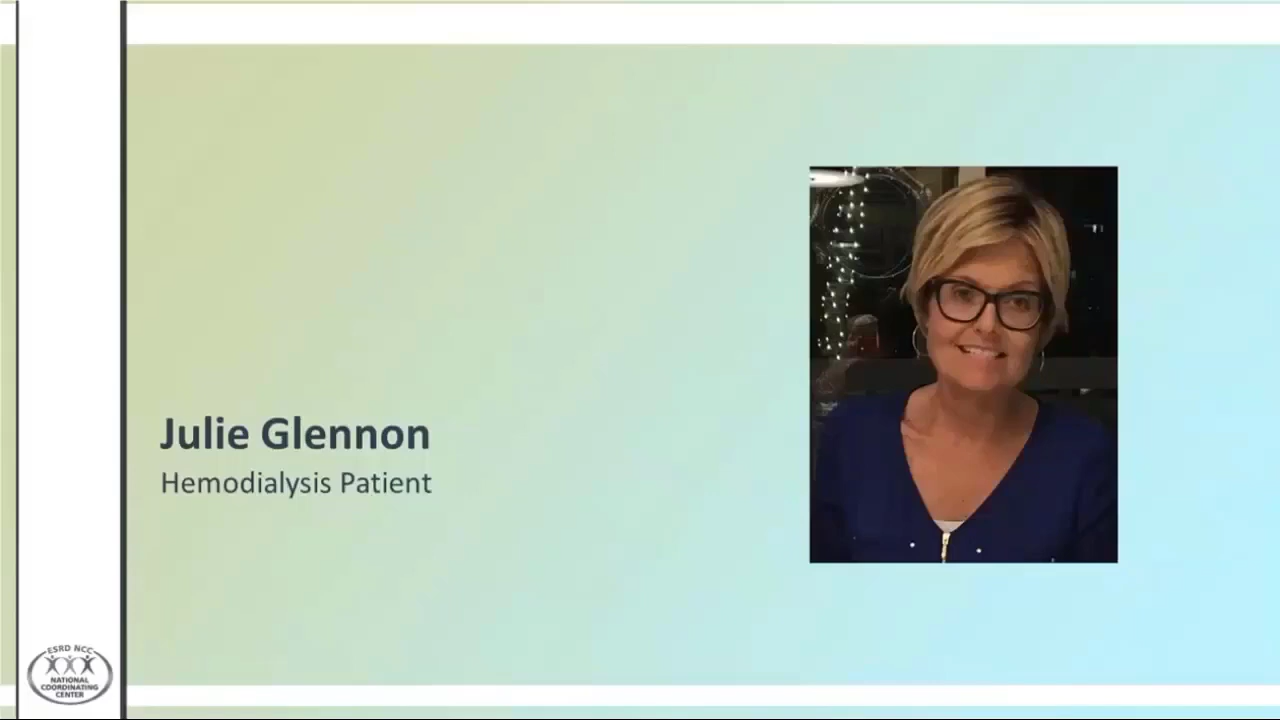 Julie Glennon
Hemodialysis Patient
ESRD NCC
NATIONAL
COORDINATING
CENTER